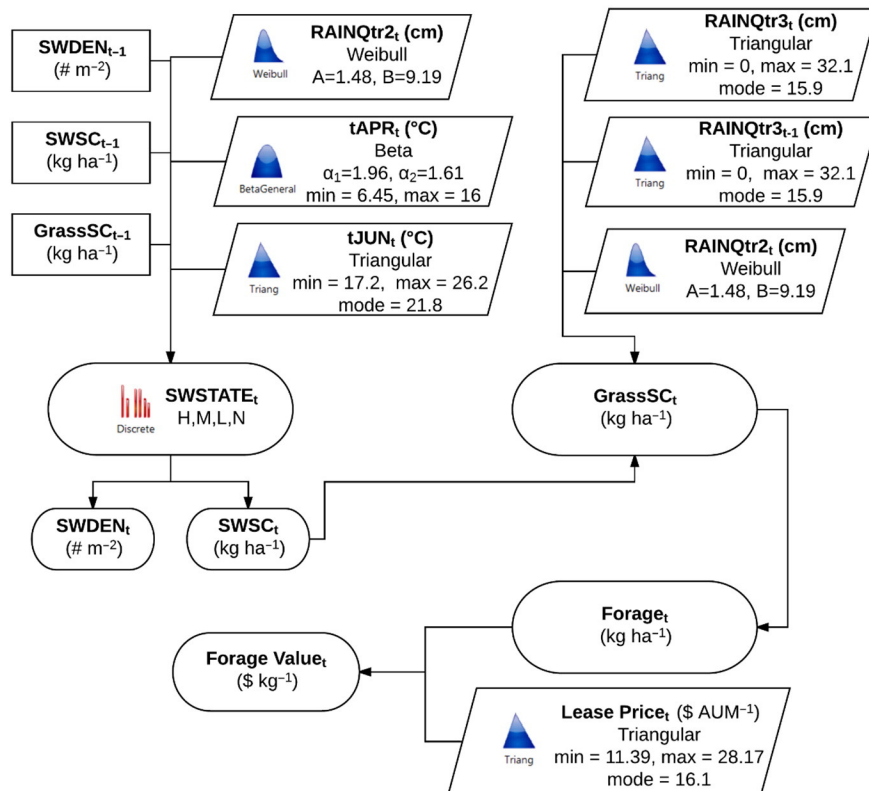 SWDENₜ₋₁
(# m⁻²)
SWSCₜ₋₁
(kg ha⁻¹)
GrassSCₜ₋₁
(kg ha⁻¹)
RAINQtr2ₜ (cm)
Weibull
Weibull
A=1.48, B=9.19
tAPRₜ (°C)
Beta
α₁=1.96, α₂=1.61
BetaGeneral
min = 6.45, max = 16
tJUNₜ (°C)
Triangular
min = 17.2, max = 26.2
Triang
mode = 21.8
RAINQtr3ₜ (cm)
Triangular
min = 0, max = 32.1
Triang
mode = 15.9
RAINQtr3ₜ₋₁ (cm)
Triangular
min = 0, max = 32.1
Triang
mode = 15.9
RAINQtr2ₜ (cm)
Weibull
Weibull
A=1.48, B=9.19
SWSTATEₜ
H,M,L,N
Discrete
GrassSCₜ
(kg ha⁻¹)
SWDENₜ
(# m⁻²)
SWSCₜ
(kg ha⁻¹)
Forageₜ
(kg ha⁻¹)
Forage Valueₜ
($ kg⁻¹)
Lease Priceₜ ($ AUM⁻¹)
Triangular
Triang
min = 11.39, max = 28.17
mode = 16.1